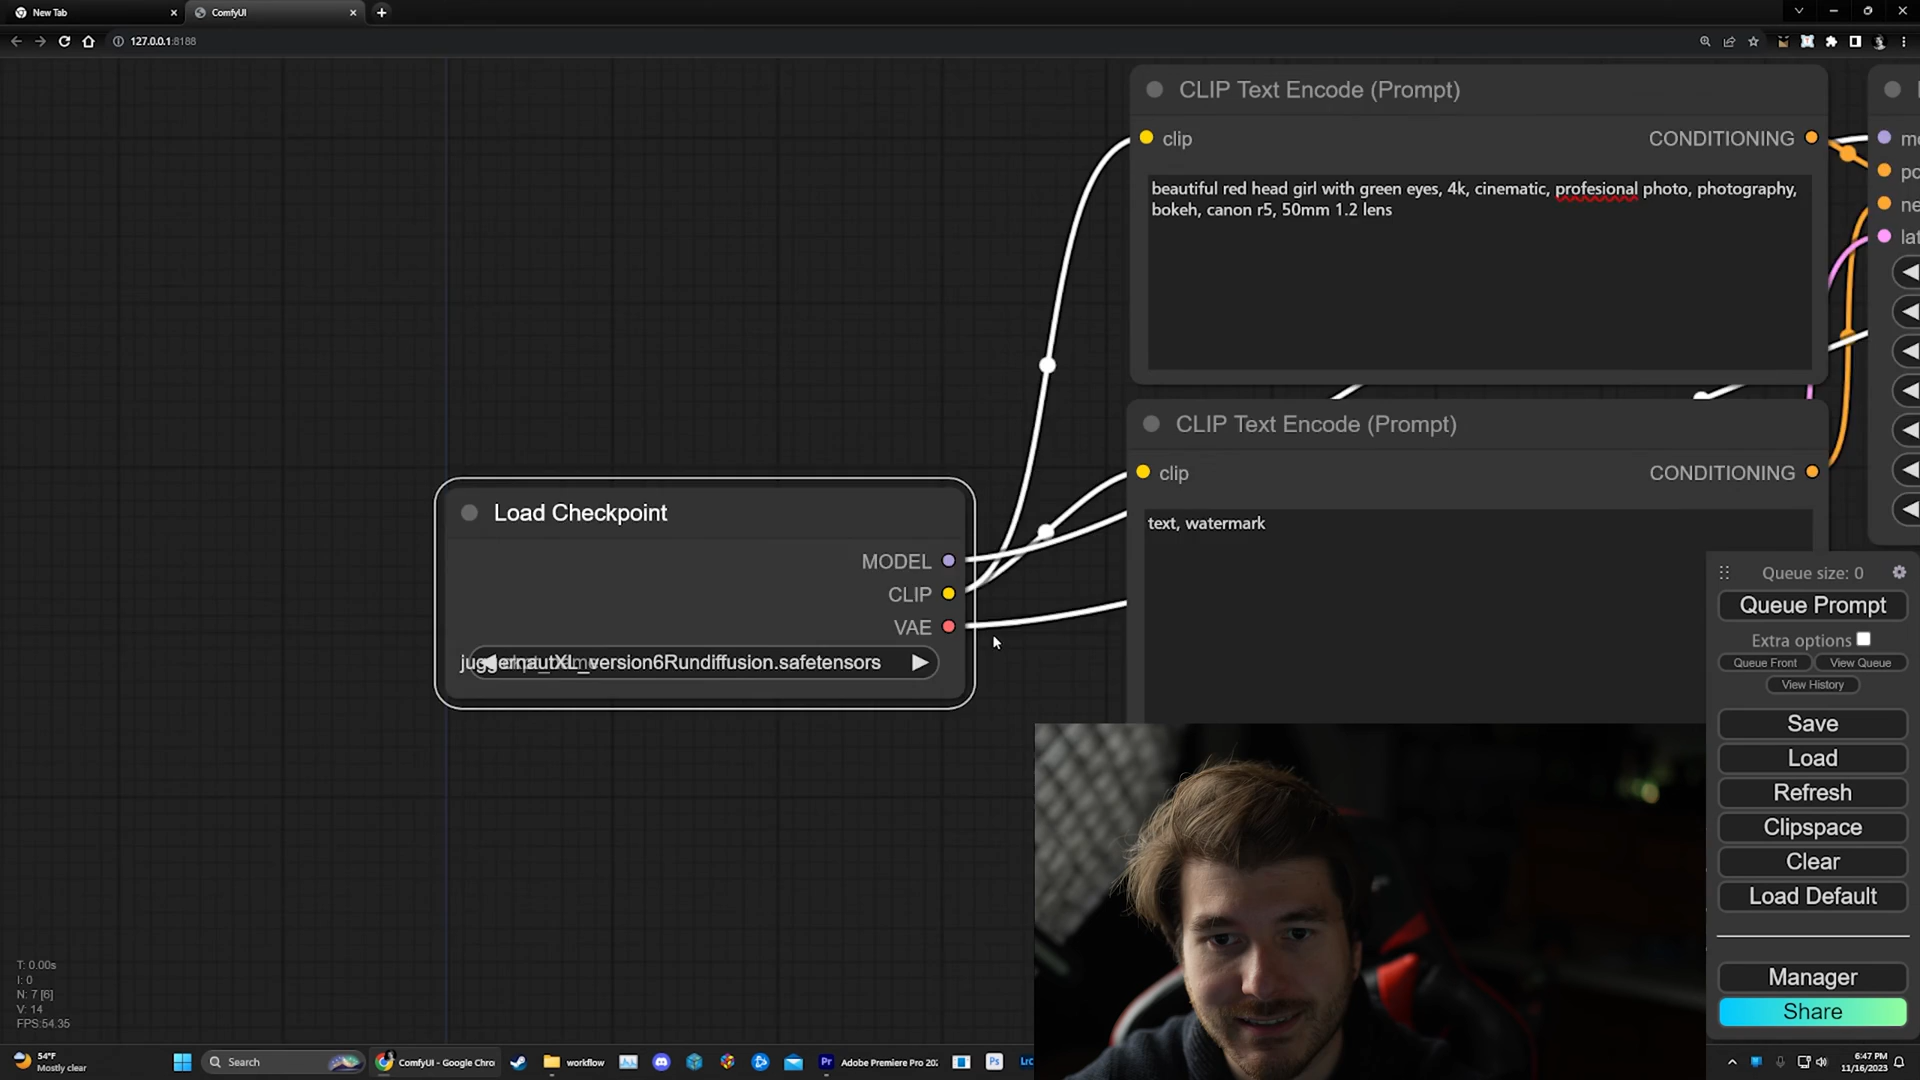 New Tab
ComfyUI
127.0.0.1:8188
CLIP Text Encode (Prompt)
clip
CONDITIONING
beautiful red head girl with green eyes, 4k, cinematic, profesional photo, photography,
bokeh, canon r5, 50mm 1.2 lens
CLIP Text Encode (Prompt)
clip
CONDITIONING
text, watermark
Load Checkpoint
MODEL
CLIP
VAE
juggernautXL_version6Rundiffusion.safetensors
Queue size: 0
Queue Prompt
Extra options
Queue Front
View Queue
View History
Save
Load
Refresh
Clipspace
Clear
Load Default
Manager
Share
T: 0.00s
I: 0
N: 7 [6]
V: 14
FPS:54.35
54°F
Mostly clear
Search
ComfyUI - Google Chro
workflow
Pr
Adobe Premiere Pro 202
Ps
LrC
6:47 PM
11/16/2023